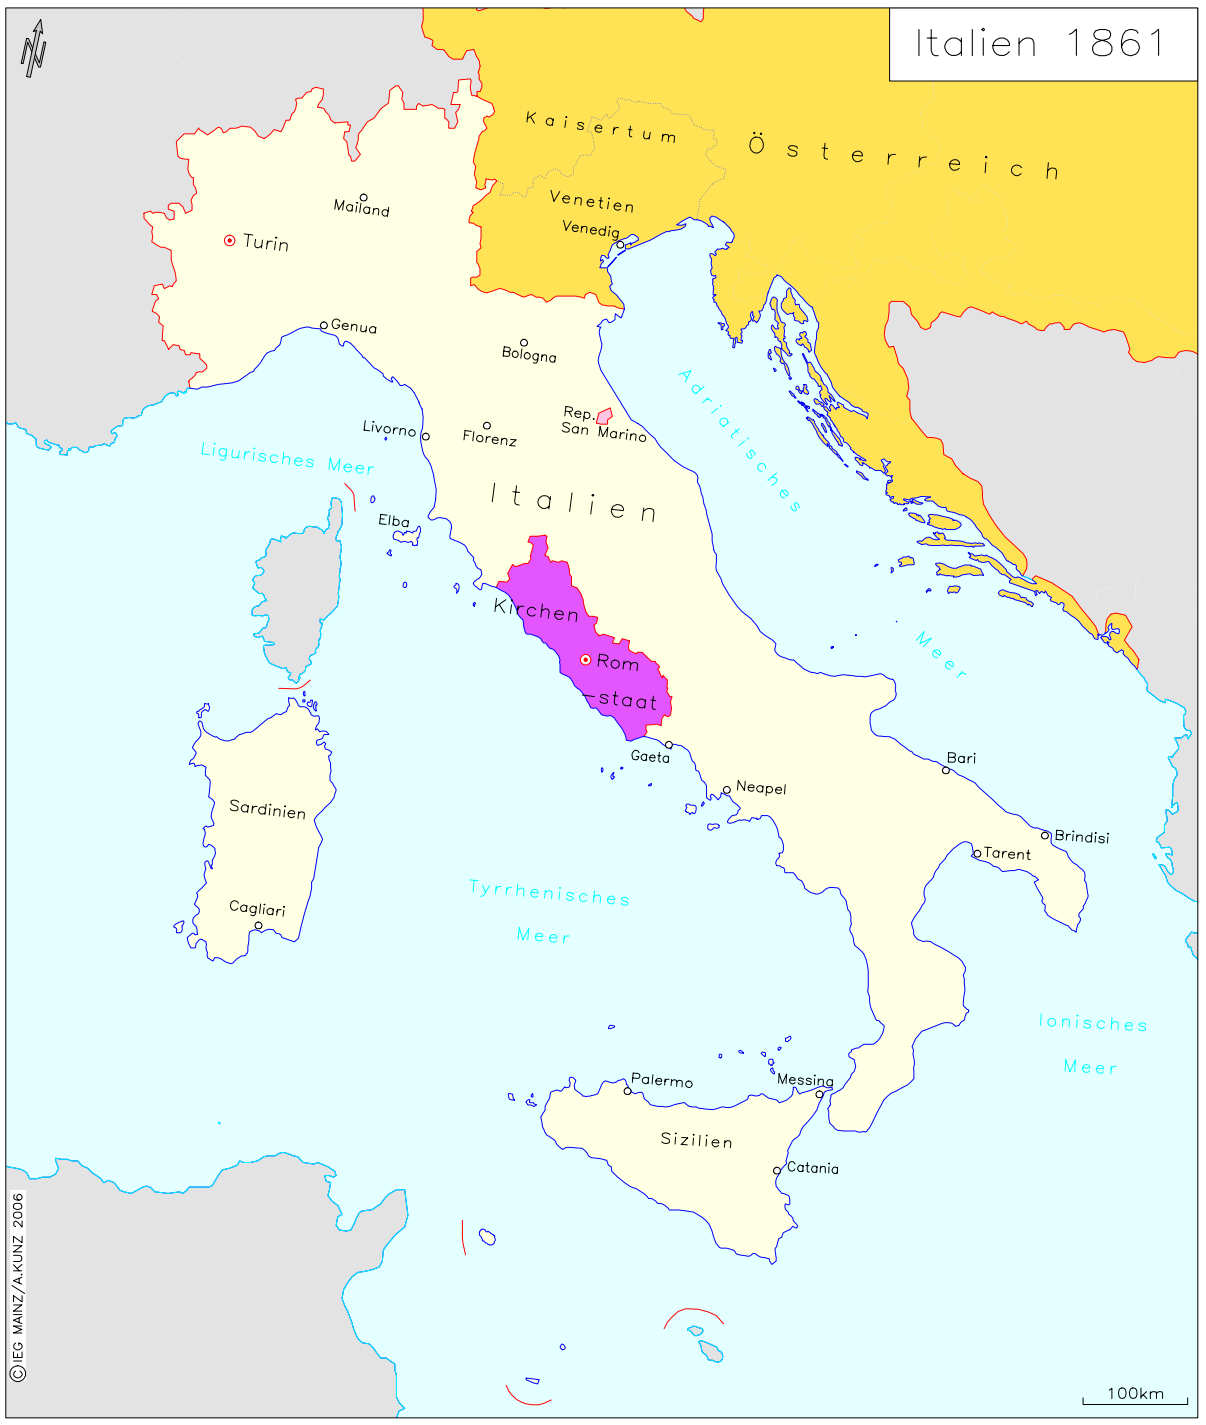 N
Italien 1861
Kaisertum
Österreich
Venetien
Venedig
Mailand
Turin
Genua
Bologna
Rep.
San Marino
Livorno
Florenz
Adriatisches
Meer
Ligurisches Meer
Italien
Elba
Kirchen
Rom
-staat
Gaeta
Neapel
Bari
Brindisi
Tarent
Sardinien
Cagliari
Tyrrhenisches
Meer
Ionisches
Meer
Palermo
Messina
Sizilien
Catania
©IEG MAINZ/A.KUNZ 2006
100km